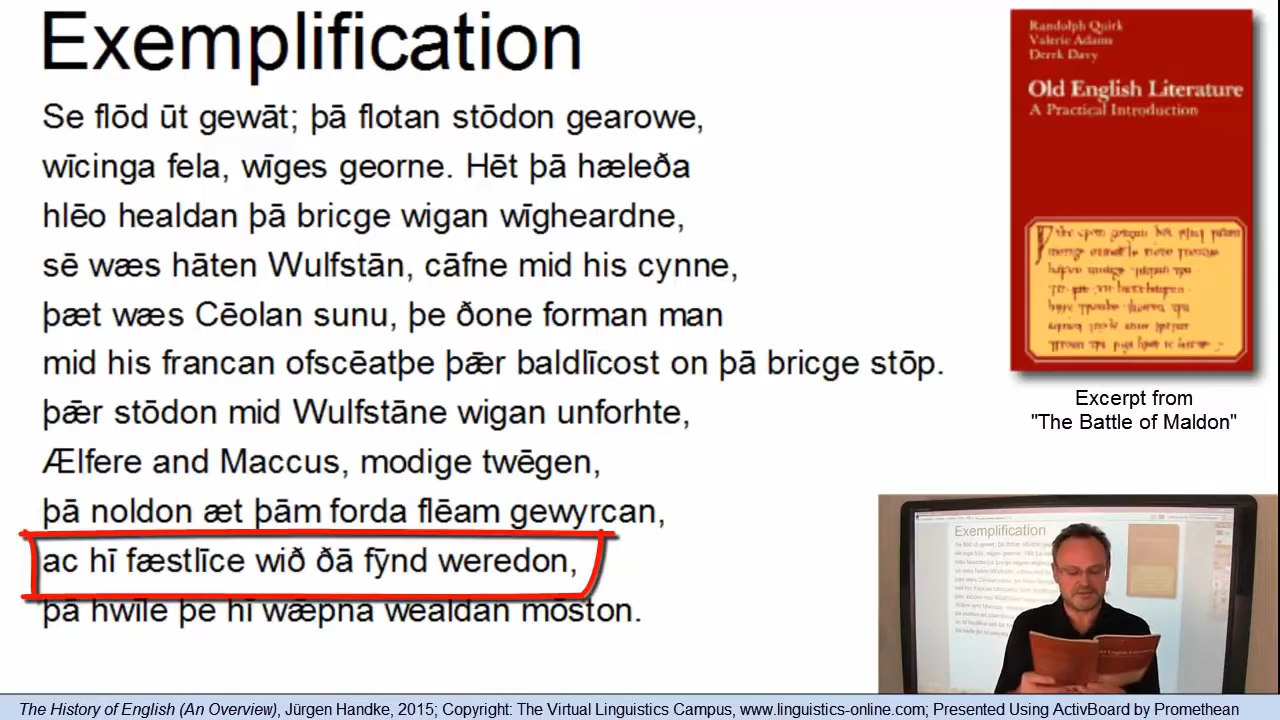 Exemplification
Se flōd ūt gewāt; þā flotan stōdon gearowe,
wīcinga fela, wīges georne. Hēt þā hæleða
hlēo healdan þā bricge wigan wīgheardne,
sē wæs hāten Wulfstān, cāfne mid his cynne,
þæt wæs Cēolan sunu, þe ðone forman man
mid his francan ofscēatþe þǣr baldlīcost on þā bricge stōp.
þǣr stōdon mid Wulfstāne wigan unforhte,
Ælfere and Maccus, modige twēgen,
þā noldon æt þām forda flēam gewyrcan,
ac hī fæstlīce wið ðā fȳnd weredon,
þā hwīle þe hī wǣpna wealdan mōston.
Randolph Quirk
Valerie Adams
Derek Davy
Old English Literature
A Practical Introduction
Excerpt from
"The Battle of Maldon"
Exemplification
Old English Literature
The History of English (An Overview), Jürgen Handke, 2015; Copyright: The Virtual Linguistics Campus, www.linguistics-online.com; Presented Using ActivBoard by Promethean